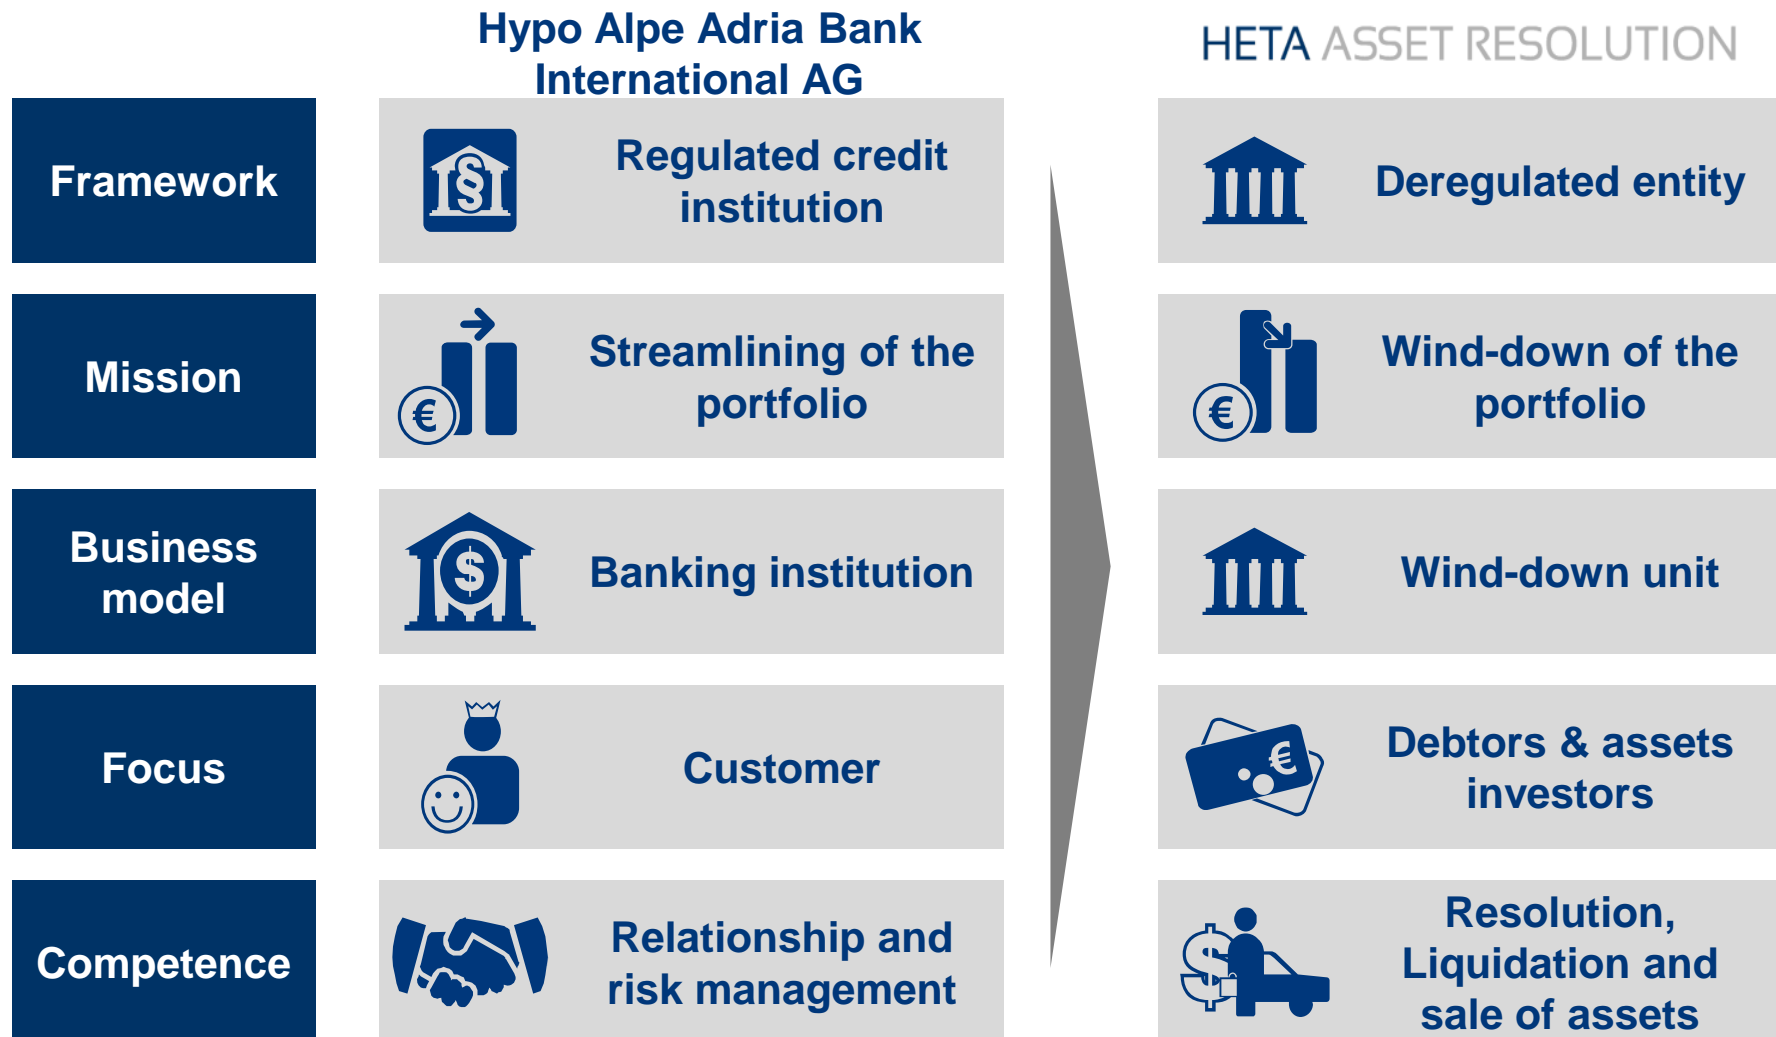 Hypo Alpe Adria Bank
International AG
HETA ASSET RESOLUTION
Framework
Regulated credit
institution
Deregulated entity
Mission
Streamlining of the
portfolio
Wind-down of the
portfolio
Business
model
Banking institution
Wind-down unit
Focus
Customer
Debtors & assets
investors
Competence
Relationship and
risk management
Resolution,
Liquidation and
sale of assets